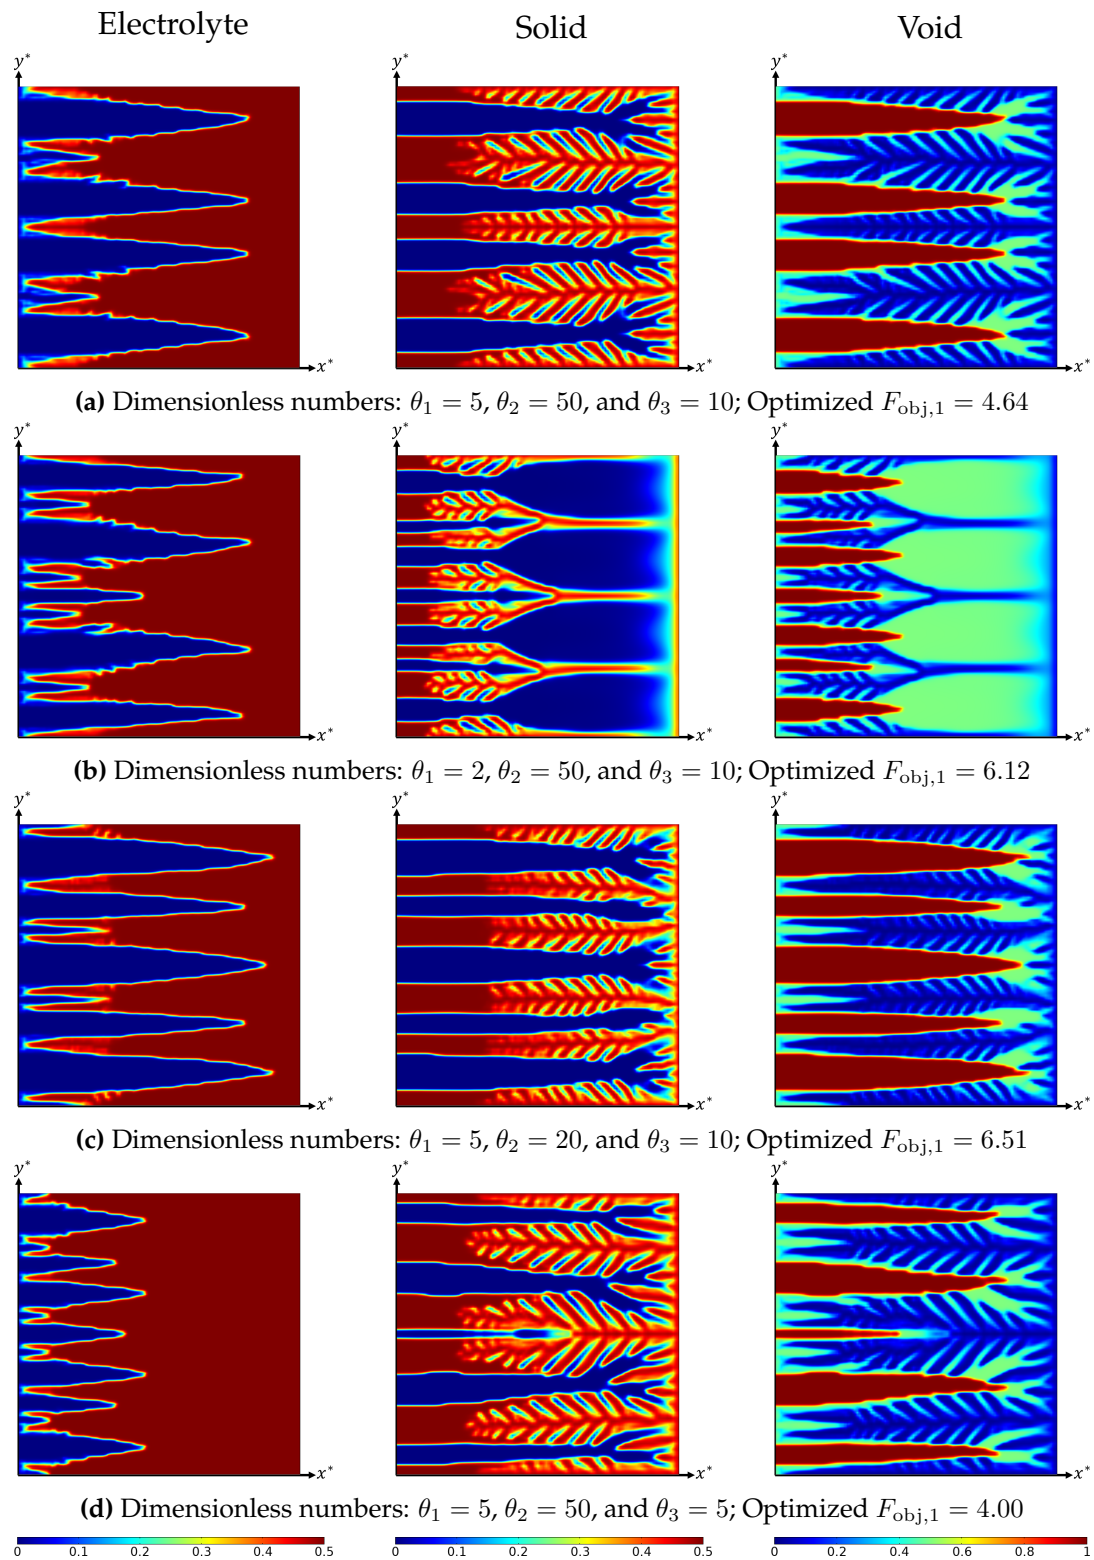 Electrolyte Solid Void
y* y* y*
x* x* x*
(a) Dimensionless numbers: θ₁ = 5, θ₂ = 50, and θ₃ = 10; Optimized F_obj,1 = 4.64
y* y* y*
x* x* x*
(b) Dimensionless numbers: θ₁ = 2, θ₂ = 50, and θ₃ = 10; Optimized F_obj,1 = 6.12
y* y* y*
x* x* x*
(c) Dimensionless numbers: θ₁ = 5, θ₂ = 20, and θ₃ = 10; Optimized F_obj,1 = 6.51
y* y* y*
x* x* x*
(d) Dimensionless numbers: θ₁ = 5, θ₂ = 50, and θ₃ = 5; Optimized F_obj,1 = 4.00
0 0.1 0.2 0.3 0.4 0.5 0 0.1 0.2 0.3 0.4 0.5 0 0.2 0.4 0.6 0.8 1